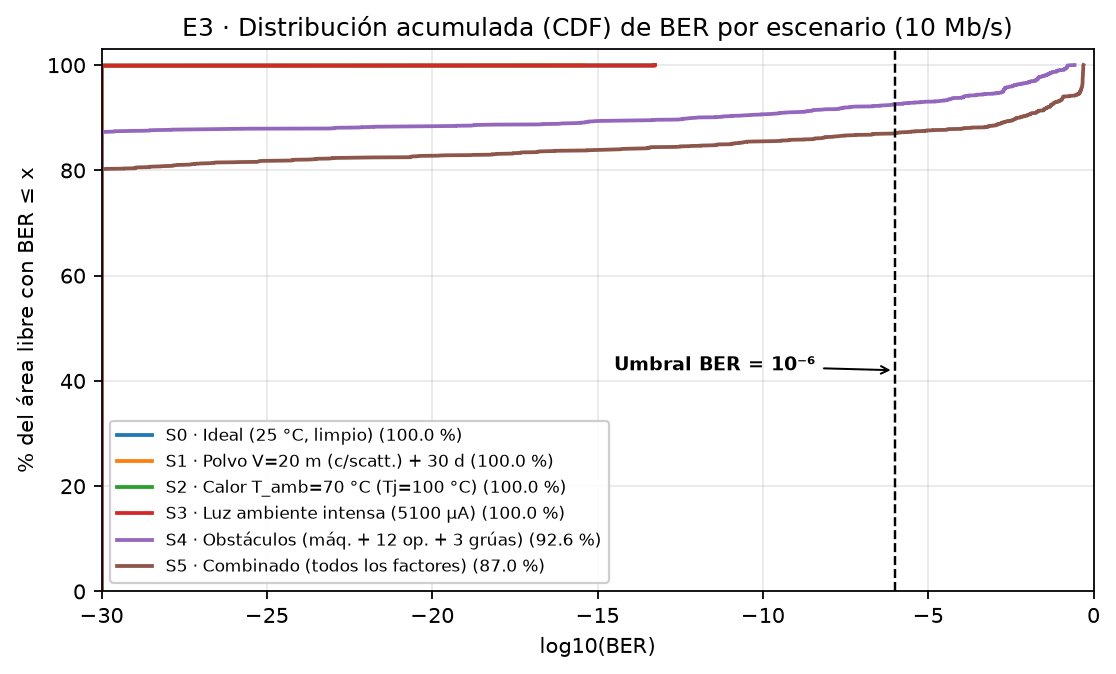 E3 · Distribución acumulada (CDF) de BER por escenario (10 Mb/s)
% del área libre con BER ≤ x
100
80
60
40
20
0
Umbral BER = 10⁻⁶
S0 · Ideal (25 °C, limpio) (100.0 %)
S1 · Polvo V=20 m (c/scatt.) + 30 d (100.0 %)
S2 · Calor T_amb=70 °C (Tj=100 °C) (100.0 %)
S3 · Luz ambiente intensa (5100 µA) (100.0 %)
S4 · Obstáculos (máq. + 12 op. + 3 grúas) (92.6 %)
S5 · Combinado (todos los factores) (87.0 %)
−30 −25 −20 −15 −10 −5 0
log10(BER)